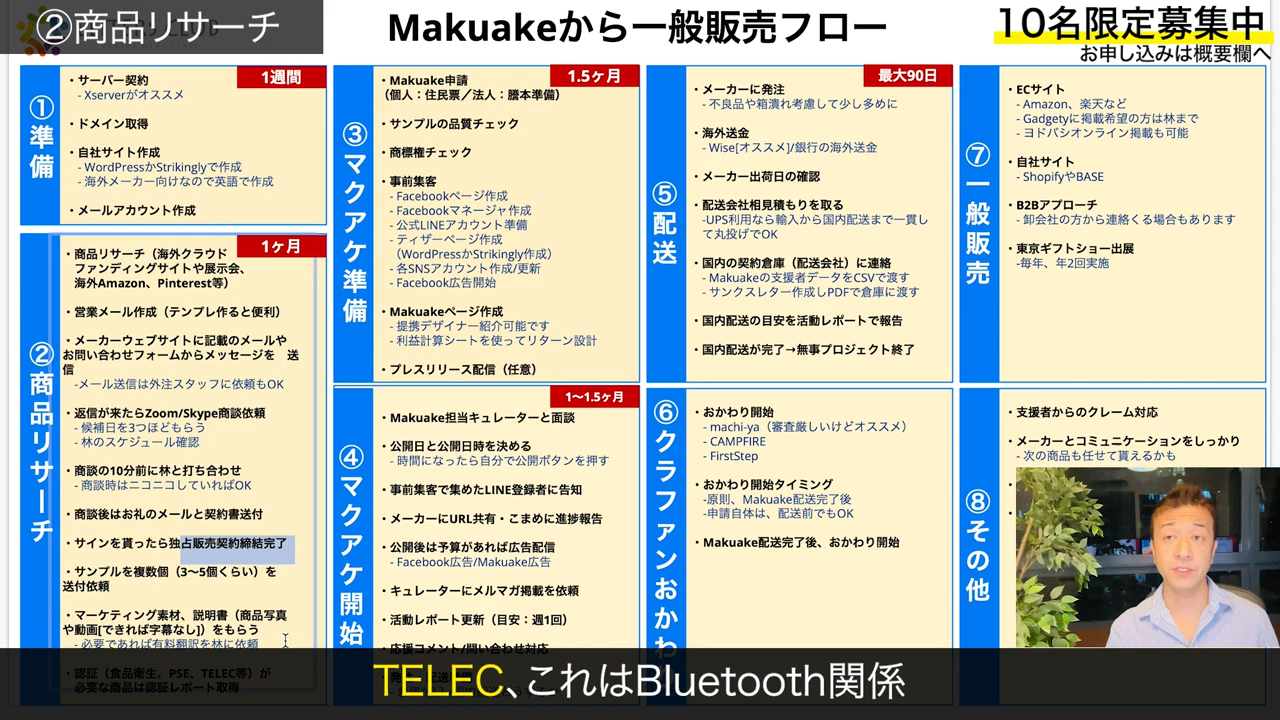 ②商品リサーチ
Makuakeから一般販売フロー
10名限定募集中
お申し込みは概要欄へ
①準備
1週間
・サーバー契約
- Xserverがオススメ
・ドメイン取得
・自社サイト作成
- WordPressかStrikinglyで作成
- 海外メーカー向けなので英語で作成
・メールアカウント作成
②商品リサーチ
1ヶ月
・商品リサーチ（海外クラウド
ファンディングサイトや展示会、
海外Amazon、Pinterest等）
・営業メール作成（テンプレ作ると便利）
・メーカーウェブサイトに記載のメールや
お問い合わせフォームからメッセージを　送
信
-メール送信は外注スタッフに依頼もOK
・返信が来たらZoom/Skype商談依頼
- 候補日を3つほどもらう
- 林のスケジュール確認
・商談の10分前に林と打ち合わせ
- 商談時はニコニコしていればOK
・商談後はお礼のメールと契約書送付
・サインを貰ったら独占販売契約締結完了
・サンプルを複数個（3〜5個くらい）を
送付依頼
・マーケティング素材、説明書（商品写真
や動画[できれば字幕なし]）をもらう
- 必要であれば有料翻訳を林に依頼
・認証（食品衛生、PSE、TELEC等）が
必要な商品は認証レポート取得
③マクアケ準備
1.5ヶ月
・Makuake申請
（個人：住民票／法人：謄本準備）
・サンプルの品質チェック
・商標権チェック
・事前集客
- Facebookページ作成
- Facebookマネージャ作成
- 公式LINEアカウント準備
- ティザーページ作成
（WordPressかStrikingly作成）
- 各SNSアカウント作成/更新
- Facebook広告開始
・Makuakeページ作成
- 提携デザイナー紹介可能です
- 利益計算シートを使ってリターン設計
・プレスリリース配信（任意）
④マクアケ開始
1〜1.5ヶ月
・Makuake担当キュレーターと面談
・公開日と公開日時を決める
- 時間になったら自分で公開ボタンを押す
・事前集客で集めたLINE登録者に告知
・メーカーにURL共有・こまめに進捗報告
・公開後は予算があれば広告配信
- Facebook広告/Makuake広告
・キュレーターにメルマガ掲載を依頼
・活動レポート更新（目安：週1回）
・応援コメント/問い合わせ対応
⑤配送
最大90日
・メーカーに発注
- 不良品や箱潰れ考慮して少し多めに
・海外送金
- Wise[オススメ]/銀行の海外送金
・メーカー出荷日の確認
・配送会社相見積もりを取る
-UPS利用なら輸入から国内配送まで一貫し
て丸投げでOK
・国内の契約倉庫（配送会社）に連絡
- Makuakeの支援者データをCSVで渡す
- サンクスレター作成しPDFで倉庫に渡す
・国内配送の目安を活動レポートで報告
・国内配送が完了→無事プロジェクト終了
⑥クラファンおかわ
・おかわり開始
- machi-ya（審査厳しいけどオススメ）
- CAMPFIRE
- FirstStep
・おかわり開始タイミング
-原則、Makuake配送完了後
-申請自体は、配送前でもOK
・Makuake配送完了後、おかわり開始
⑦一般販売
・ECサイト
- Amazon、楽天など
- Gadgetyに掲載希望の方は林まで
- ヨドバシオンライン掲載も可能
・自社サイト
- ShopifyやBASE
・B2Bアプローチ
- 卸会社の方から連絡くる場合もあります
・東京ギフトショー出展
-毎年、年2回実施
⑧その他
・支援者からのクレーム対応
・メーカーとコミュニケーションをしっかり
- 次の商品も任せて貰えるかも
TELEC、これはBluetooth関係